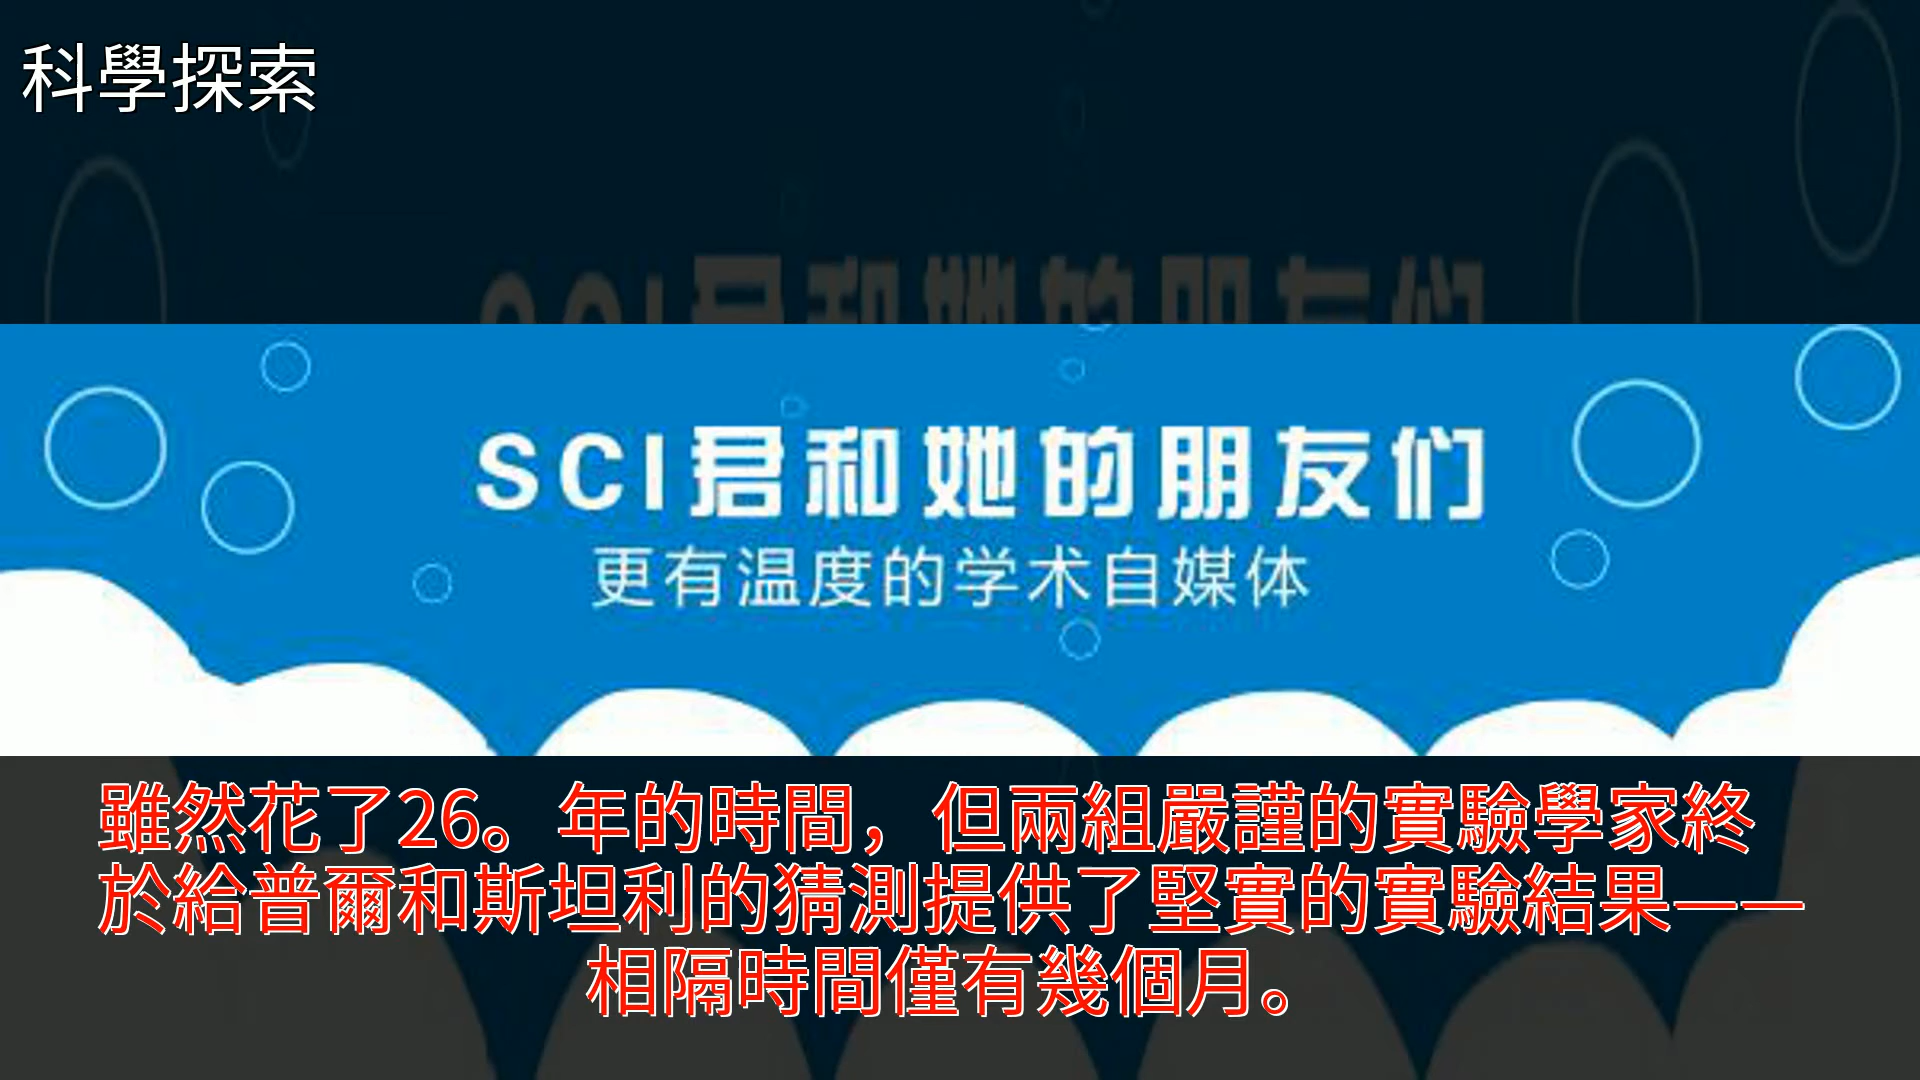 科學探索
SCI君和她的朋友们
更有温度的学术自媒体
雖然花了26。年的時間，但兩組嚴謹的實驗學家終
於給普爾和斯坦利的猜測提供了堅實的實驗結果——
相隔時間僅有幾個月。